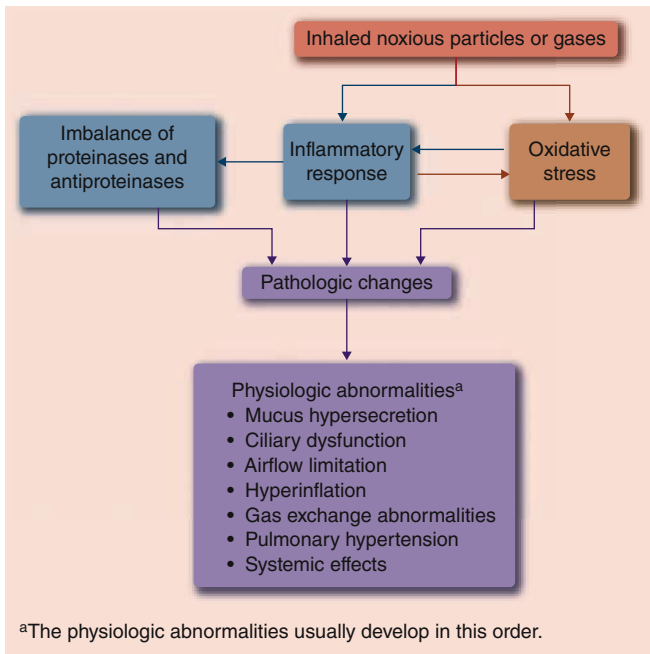 Inhaled noxious particles or gases
Imbalance of
proteinases and
antiproteinases
Inflammatory
response
Oxidative
stress
Pathologic changes
Physiologic abnormalitiesᵃ
• Mucus hypersecretion
• Ciliary dysfunction
• Airflow limitation
• Hyperinflation
• Gas exchange abnormalities
• Pulmonary hypertension
• Systemic effects
ᵃThe physiologic abnormalities usually develop in this order.